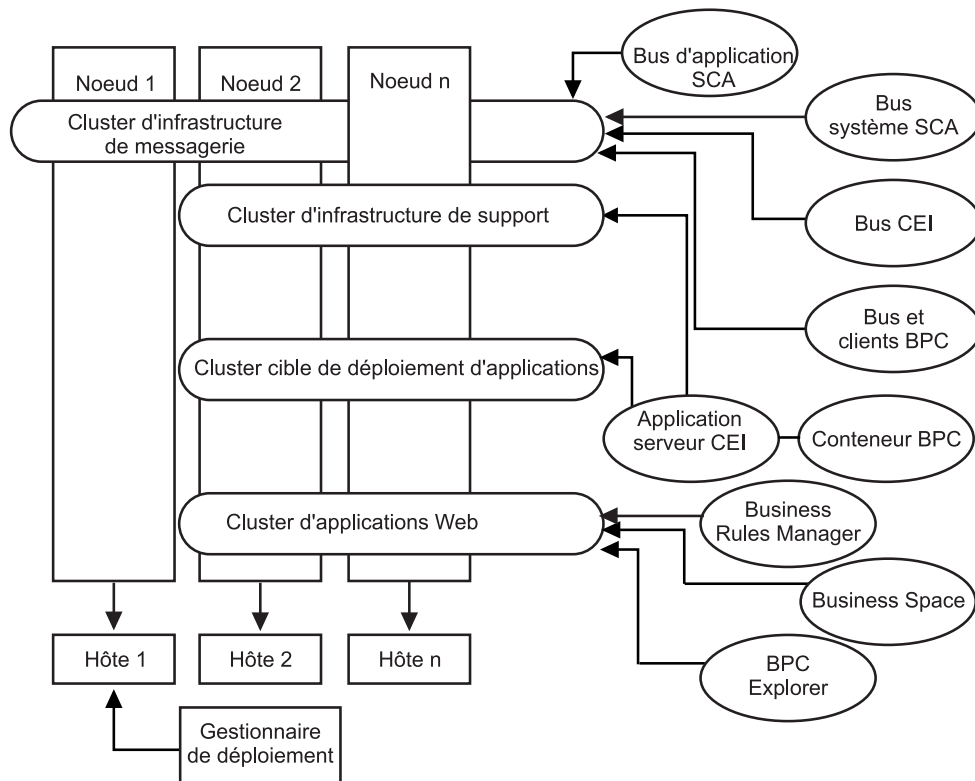 Noeud 1
Noeud 2
Noeud n
Bus d'application
SCA
Cluster d'infrastructure
de messagerie
Bus
système SCA
Cluster d'infrastructure de support
Bus CEI
Bus et
clients BPC
Cluster cible de déploiement d'applications
Application
serveur CEI
Conteneur BPC
Cluster d'applications Web
Business
Rules Manager
Business Space
Hôte 1
Hôte 2
Hôte n
BPC
Explorer
Gestionnaire
de déploiement